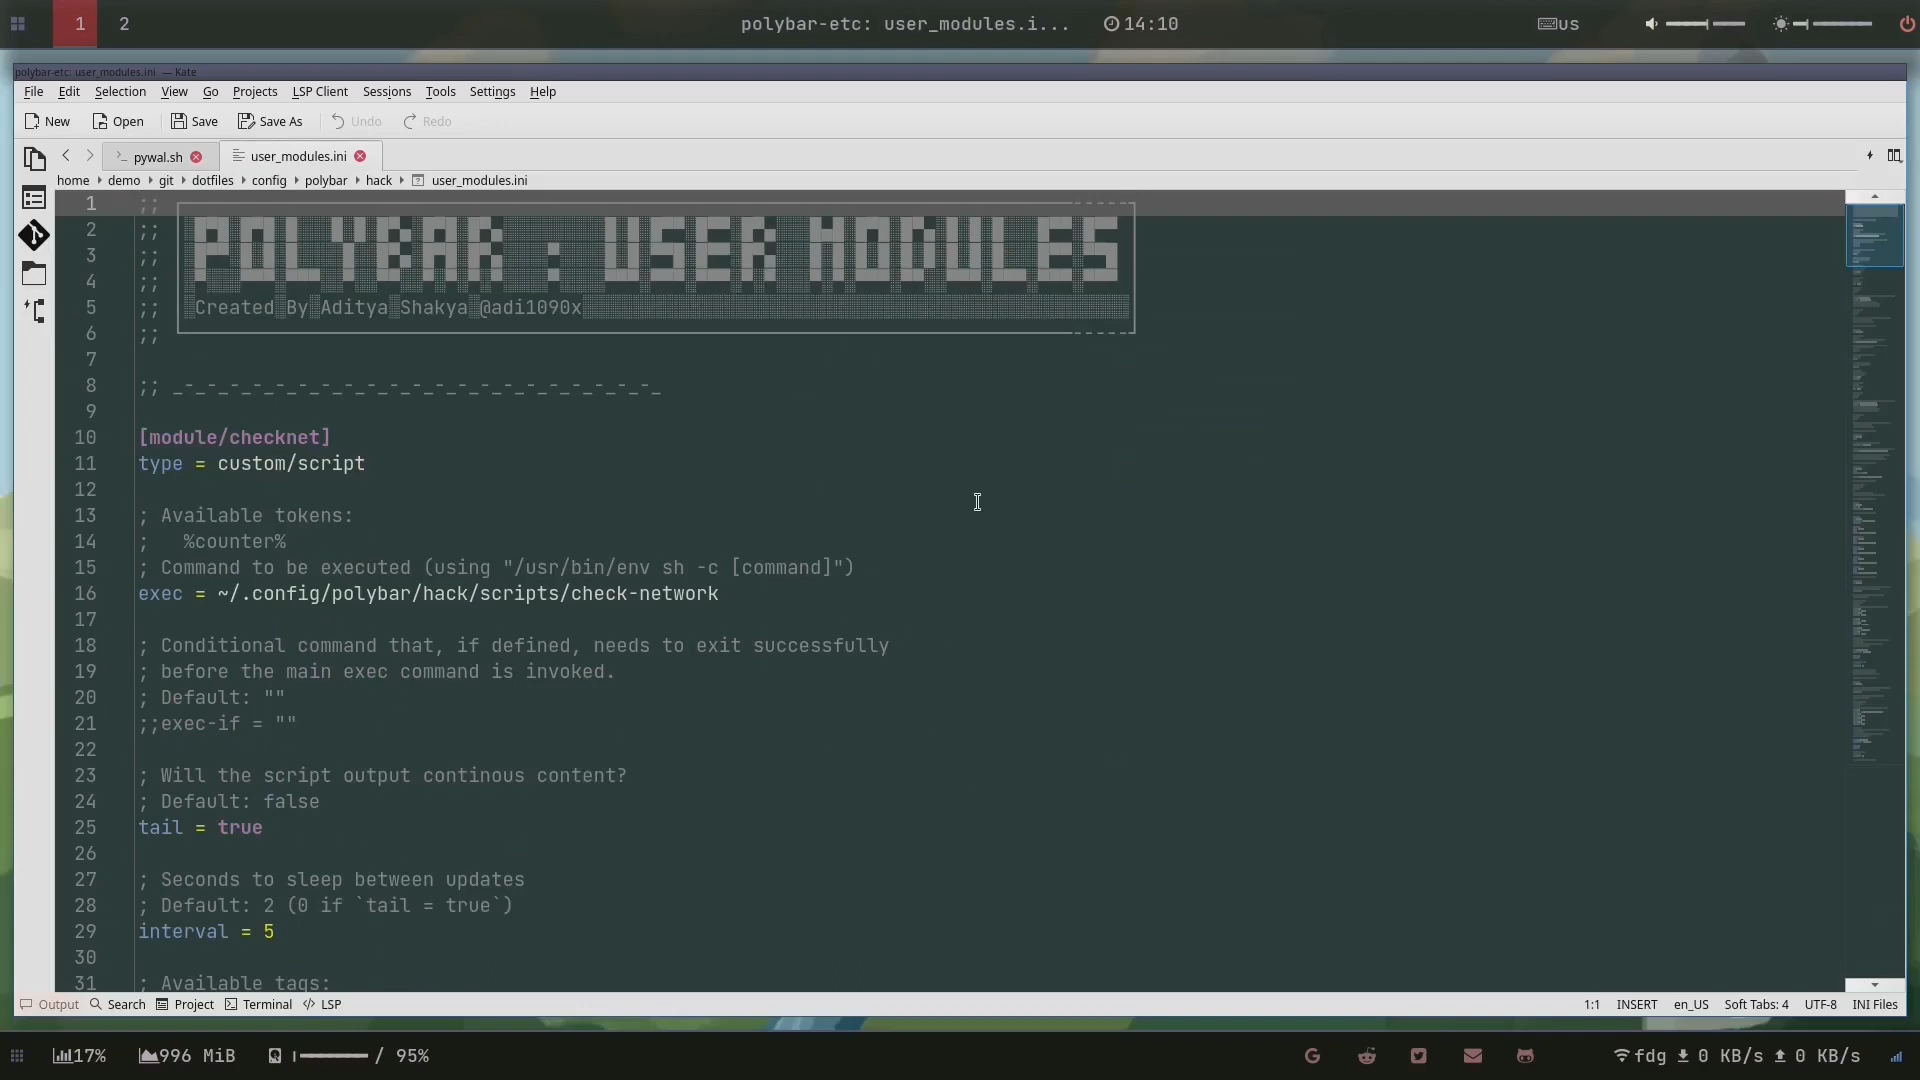 1
2
polybar-etc: user_modules.i...
14:10
us
polybar-etc: user_modules.ini — Kate
File Edit Selection View Go Projects LSP Client Sessions Tools Settings Help
New Open Save Save As Undo Redo
pywal.sh user_modules.ini
home demo git dotfiles config polybar hack user_modules.ini
1 ;;
2 ;; POLYBAR : USER MODULES
3 ;;
4 ;;
5 ;; Created By Aditya Shakya @adi1090x
6 ;;
7
8 ;; _-_-_-_-_-_-_-_-_-_-_-_-_-_-_-_-_-_-_-_-_-_
9
10 [module/checknet]
11 type = custom/script
12
13 ; Available tokens:
14 ;   %counter%
15 ; Command to be executed (using "/usr/bin/env sh -c [command]")
16 exec = ~/.config/polybar/hack/scripts/check-network
17
18 ; Conditional command that, if defined, needs to exit successfully
19 ; before the main exec command is invoked.
20 ; Default: ""
21 ;;exec-if = ""
22
23 ; Will the script output continous content?
24 ; Default: false
25 tail = true
26
27 ; Seconds to sleep between updates
28 ; Default: 2 (0 if `tail = true`)
29 interval = 5
30
31 ; Available tags:
Output Search Project Terminal LSP
1:1 INSERT en_US Soft Tabs: 4 UTF-8 INI Files
17% 996 MiB / 95%
fdg 0 KB/s 0 KB/s